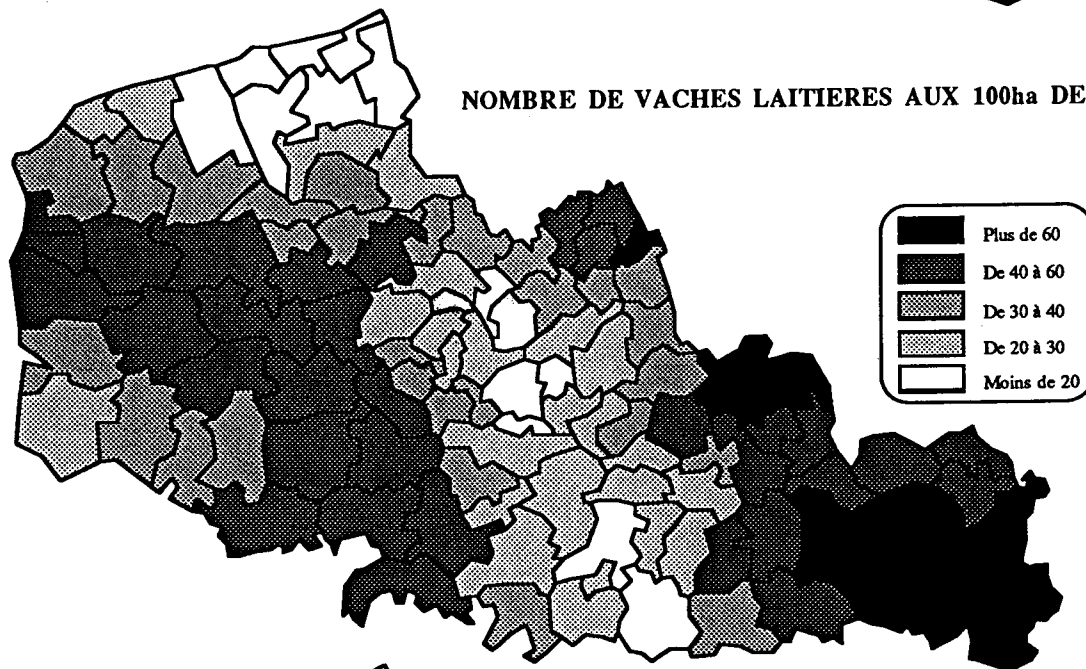 NOMBRE DE VACHES LAITIERES AUX 100ha DE
Plus de 60
De 40 à 60
De 30 à 40
De 20 à 30
Moins de 20